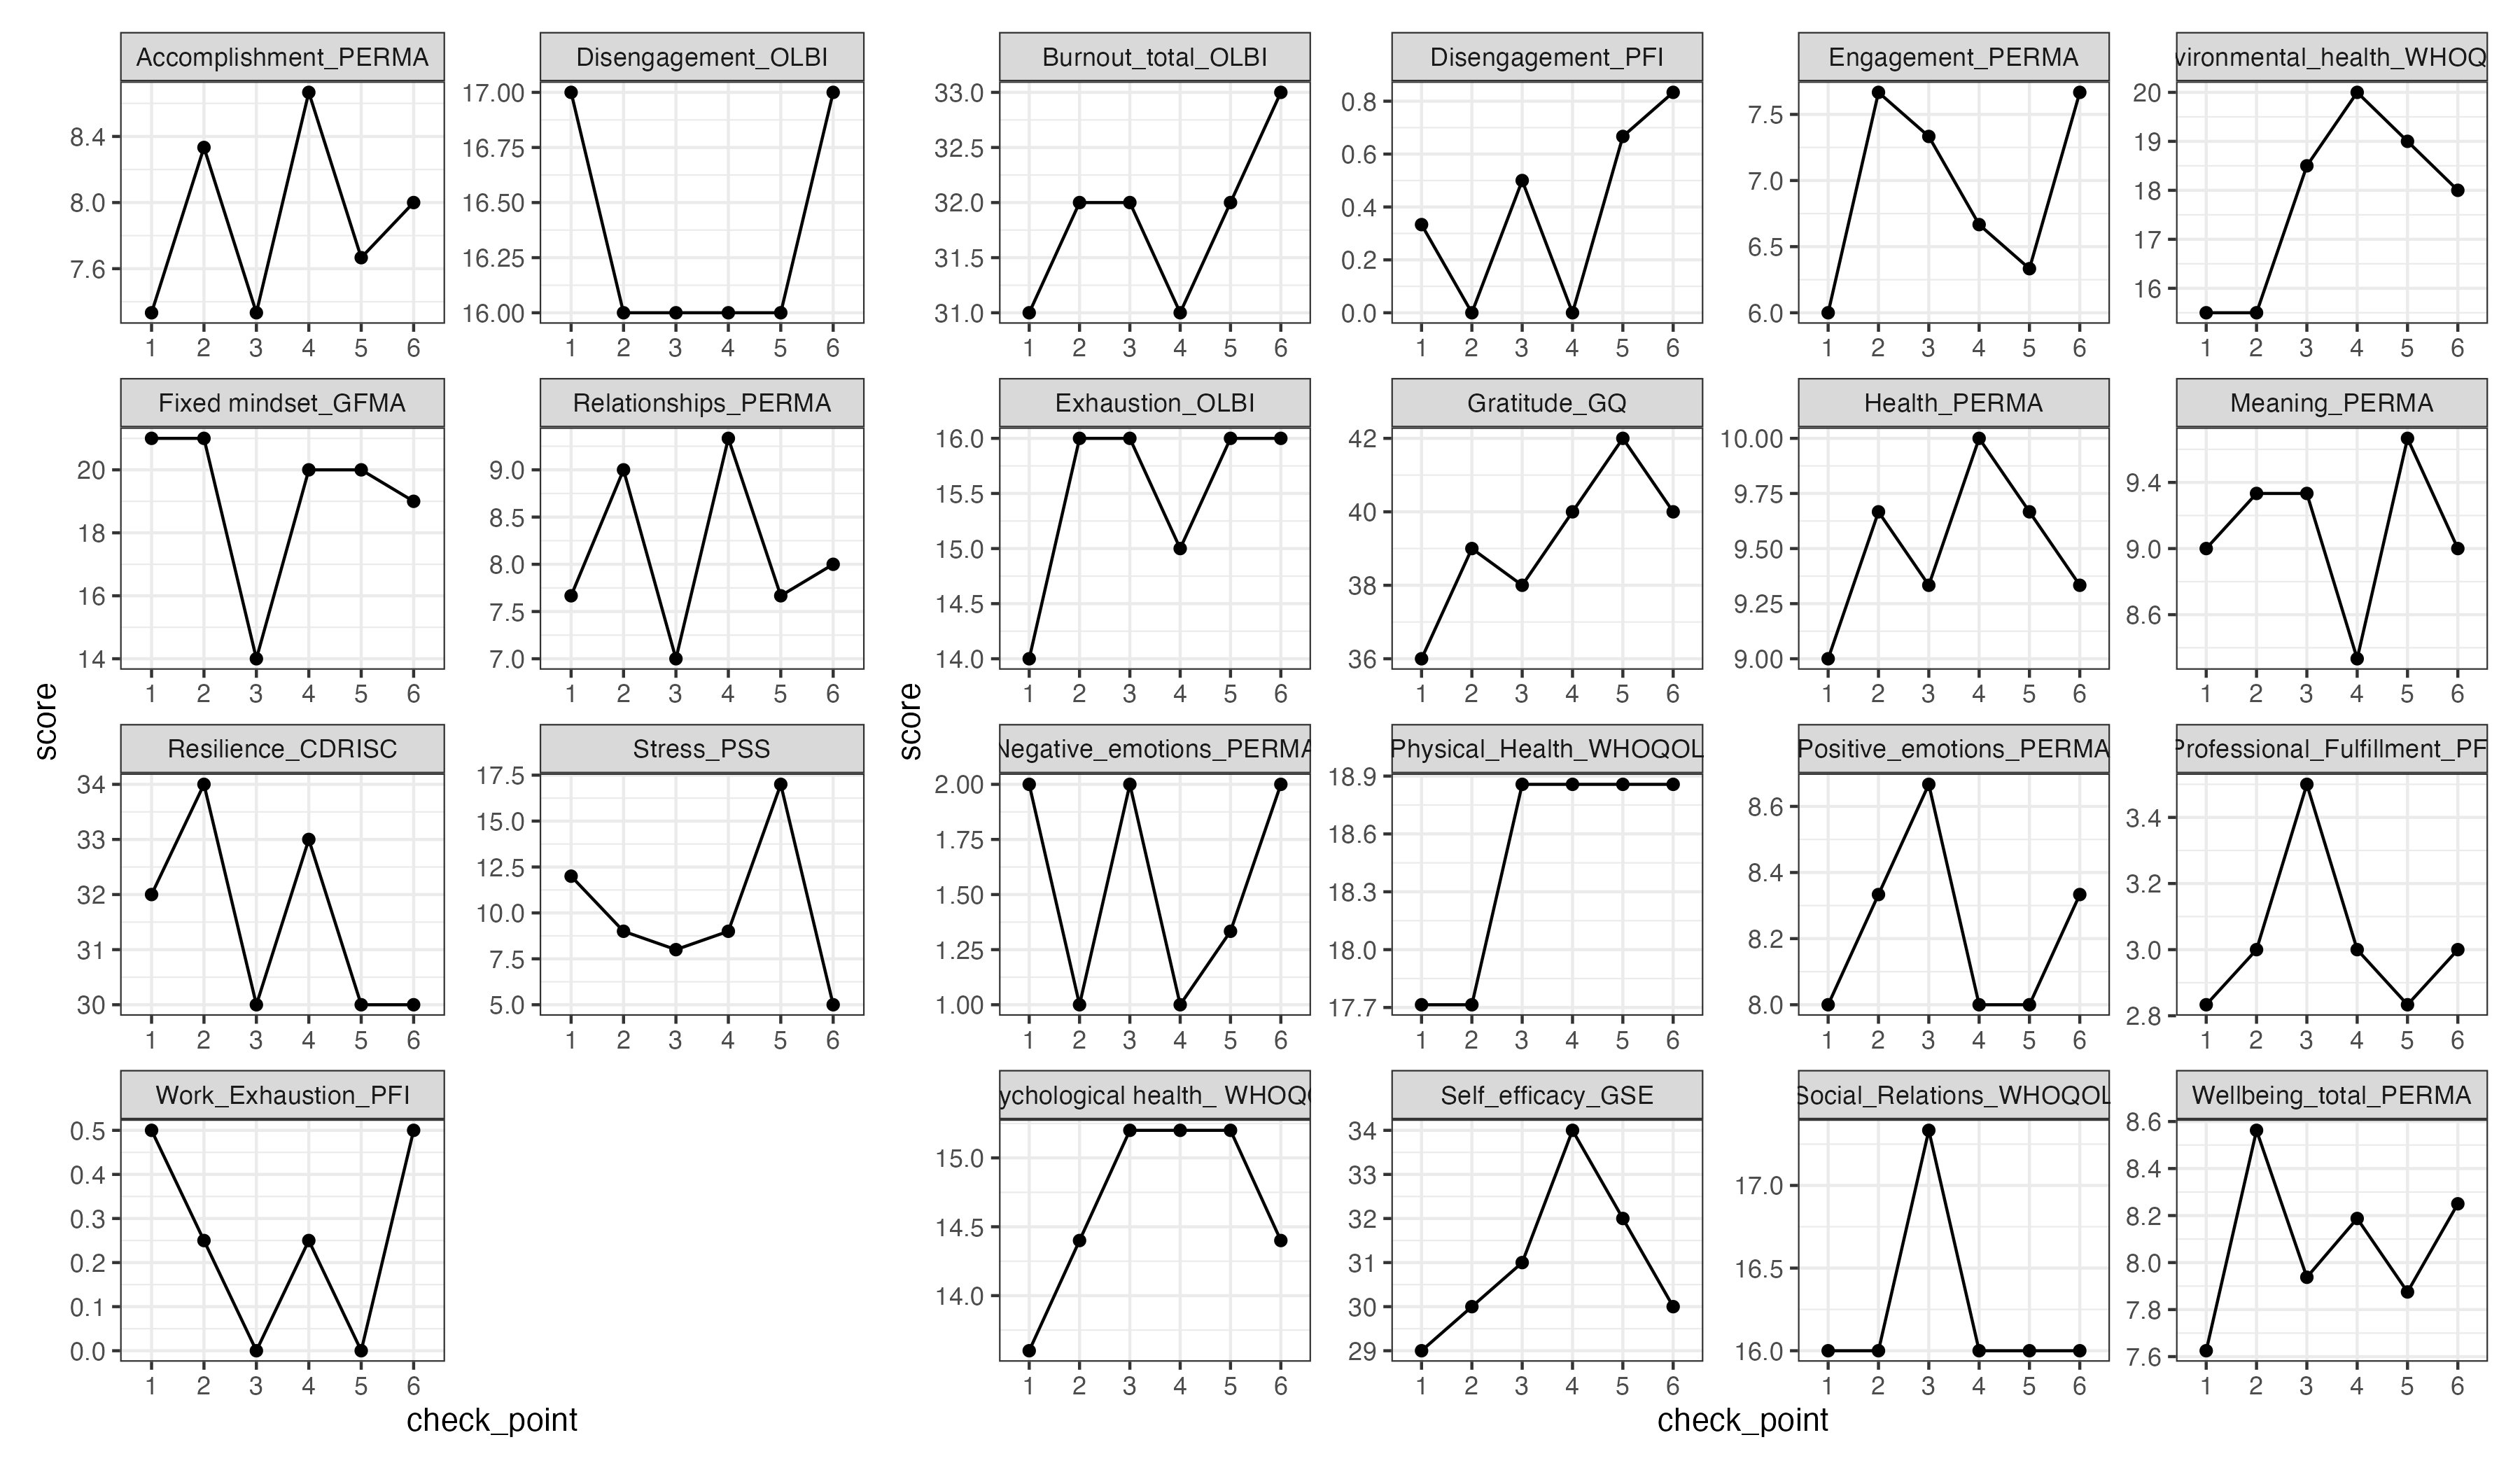 Accomplishment_PERMA
8.4
8.0
7.6
1 2 3 4 5 6
Disengagement_OLBI
17.00
16.75
16.50
16.25
16.00
1 2 3 4 5 6
Fixed mindset_GFMA
20
18
16
14
1 2 3 4 5 6
Relationships_PERMA
9.0
8.5
8.0
7.5
7.0
1 2 3 4 5 6
Resilience_CDRISC
34
33
32
31
30
1 2 3 4 5 6
Stress_PSS
17.5
15.0
12.5
10.0
7.5
5.0
1 2 3 4 5 6
Work_Exhaustion_PFI
0.5
0.4
0.3
0.2
0.1
0.0
1 2 3 4 5 6
score
check_point
Burnout_total_OLBI
33.0
32.5
32.0
31.5
31.0
1 2 3 4 5 6
Disengagement_PFI
0.8
0.6
0.4
0.2
0.0
1 2 3 4 5 6
Engagement_PERMA
7.5
7.0
6.5
6.0
1 2 3 4 5 6
vironmental_health_WHOQ
20
19
18
17
16
1 2 3 4 5 6
Exhaustion_OLBI
16.0
15.5
15.0
14.5
14.0
1 2 3 4 5 6
Gratitude_GQ
42
40
38
36
1 2 3 4 5 6
Health_PERMA
10.00
9.75
9.50
9.25
9.00
1 2 3 4 5 6
Meaning_PERMA
9.4
9.0
8.6
1 2 3 4 5 6
Negative_emotions_PERMA
2.00
1.75
1.50
1.25
1.00
1 2 3 4 5 6
Physical_Health_WHOQOL
18.9
18.6
18.3
18.0
17.7
1 2 3 4 5 6
Positive_emotions_PERMA
8.6
8.4
8.2
8.0
1 2 3 4 5 6
Professional_Fulfillment_PF
3.4
3.2
3.0
2.8
1 2 3 4 5 6
ychological health_ WHOQO
15.0
14.5
14.0
1 2 3 4 5 6
Self_efficacy_GSE
34
33
32
31
30
29
1 2 3 4 5 6
Social_Relations_WHOQOL
17.0
16.5
16.0
1 2 3 4 5 6
Wellbeing_total_PERMA
8.6
8.4
8.2
8.0
7.8
7.6
1 2 3 4 5 6
score
check_point